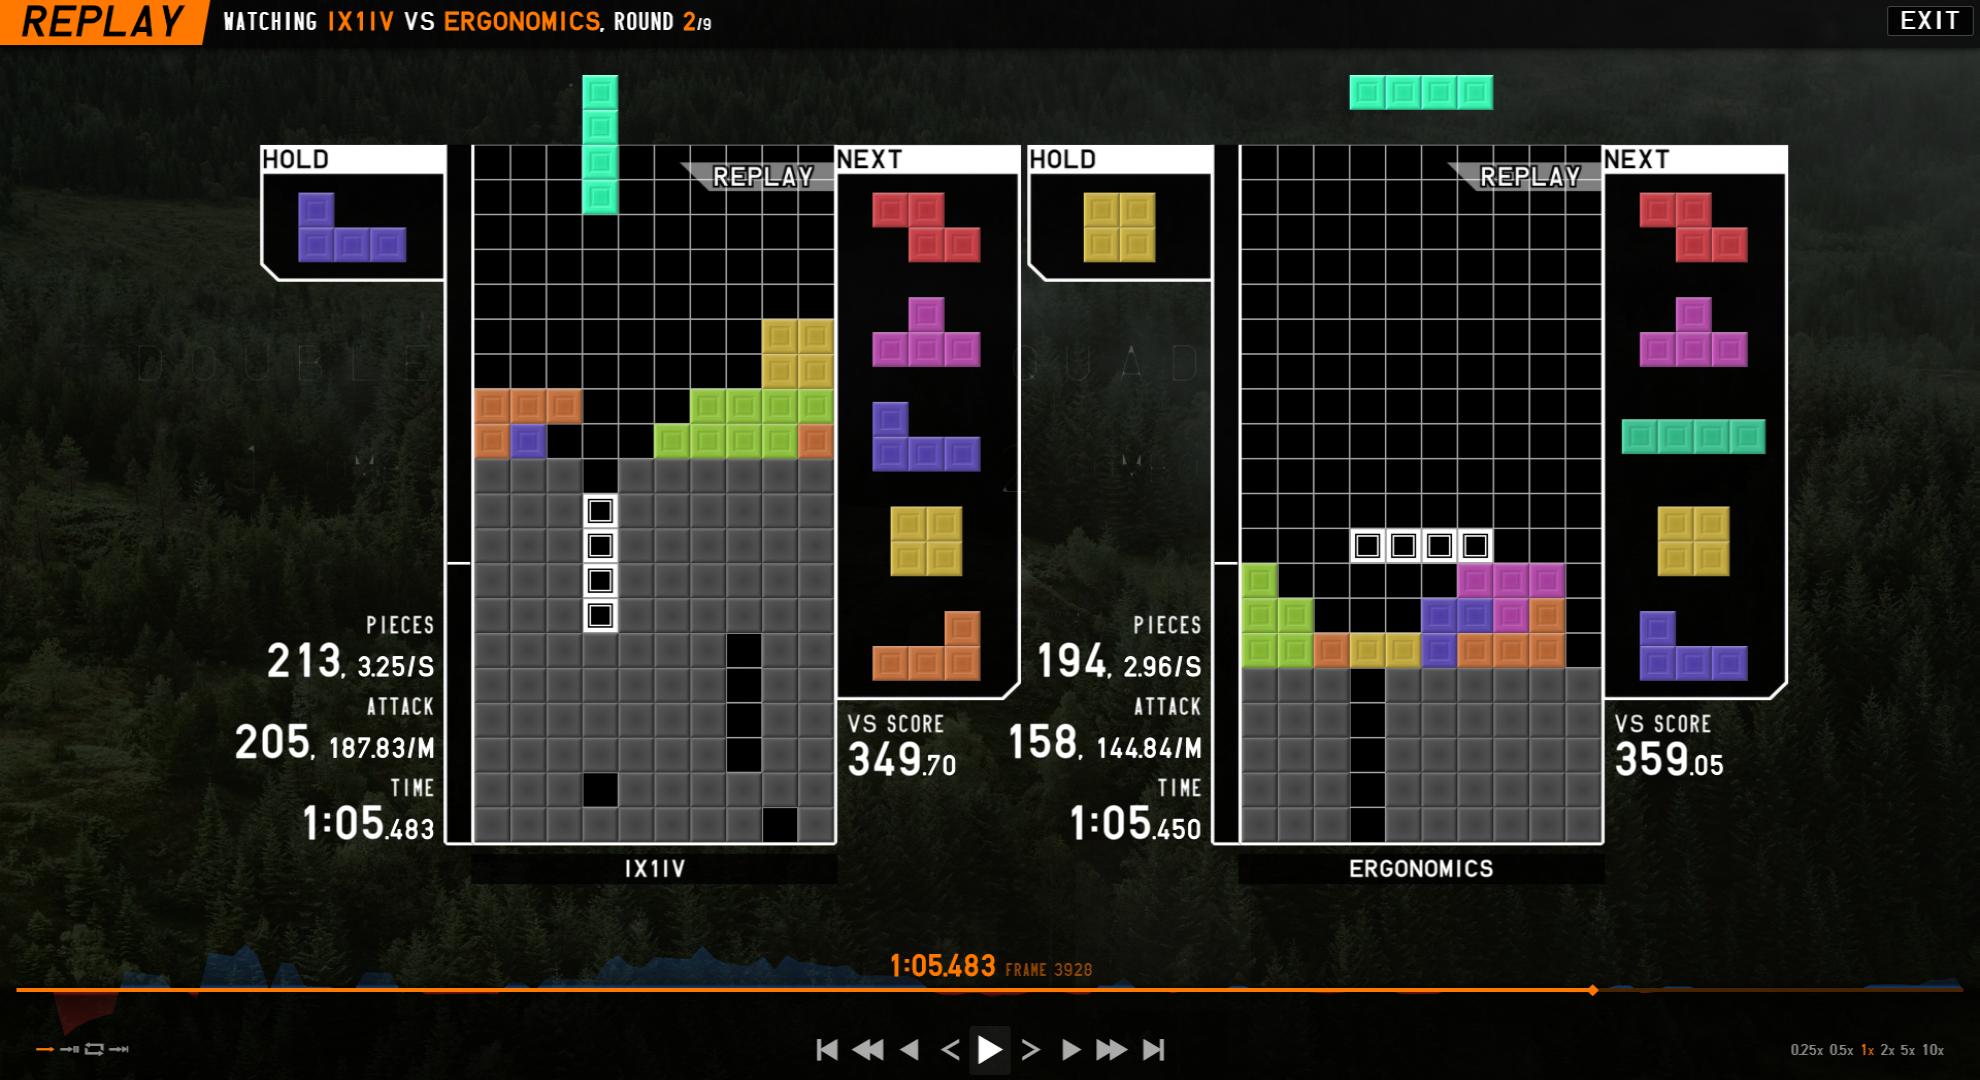 REPLAY
WATCHING IX1IV VS ERGONOMICS, ROUND 2/9
EXIT
HOLD
REPLAY
NEXT
HOLD
REPLAY
NEXT
DOUBLE
QUAD
PIECES
213, 3.25/S
ATTACK
205, 187.83/M
TIME
1:05.483
VS SCORE
349.70
PIECES
194, 2.96/S
ATTACK
158, 144.84/M
TIME
1:05.450
VS SCORE
359.05
IX1IV
ERGONOMICS
1:05.483 FRAME 3928
0.25x 0.5x 1x 2x 5x 10x